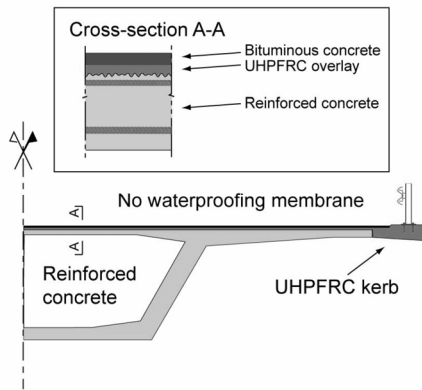 Cross-section A-A
Bituminous concrete
UHPFRC overlay
Reinforced concrete
No waterproofing membrane
A
A
Reinforced
concrete
UHPFRC kerb